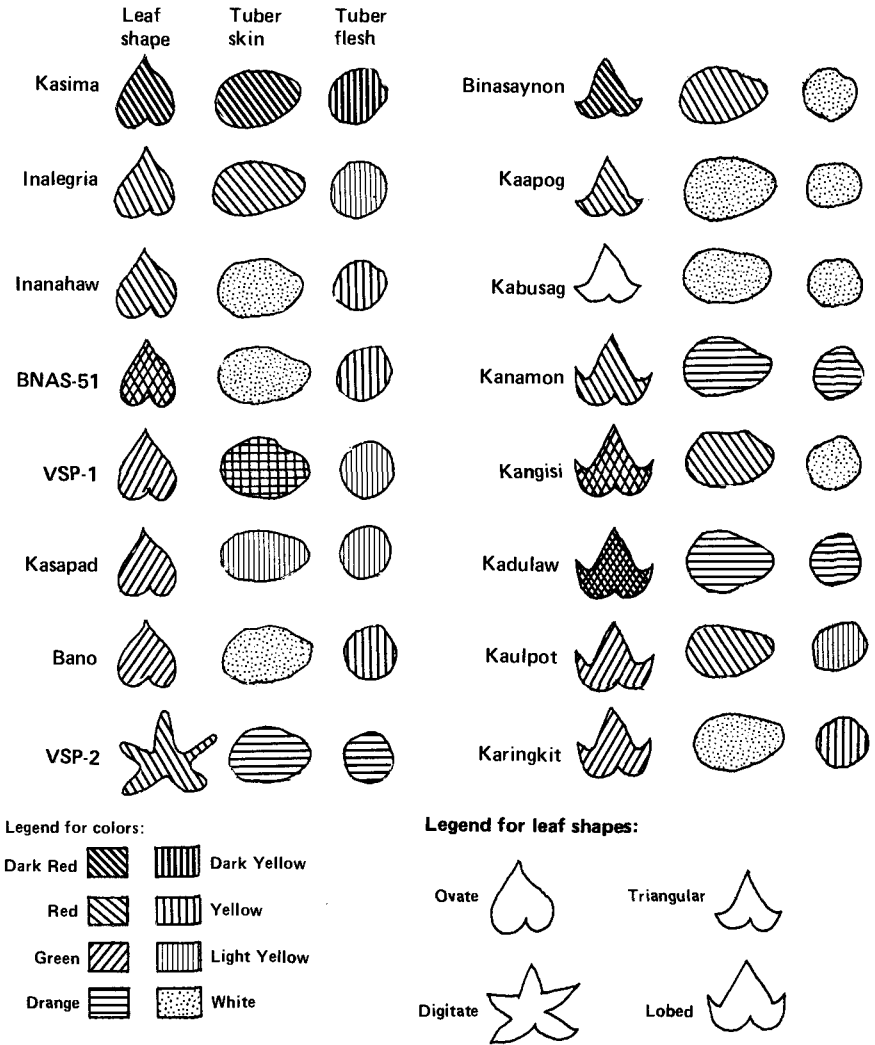 Leaf shape
Tuber skin
Tuber flesh
Kasima
Inalegria
Inanahaw
BNAS-51
VSP-1
Kasapad
Bano
VSP-2
Binasaynon
Kaapog
Kabusag
Kanamon
Kangisi
Kadulaw
Kaulpot
Karingkit
Legend for colors:
Dark Red
Dark Yellow
Red
Yellow
Green
Light Yellow
Orange
White
Legend for leaf shapes:
Ovate
Triangular
Digitate
Lobed